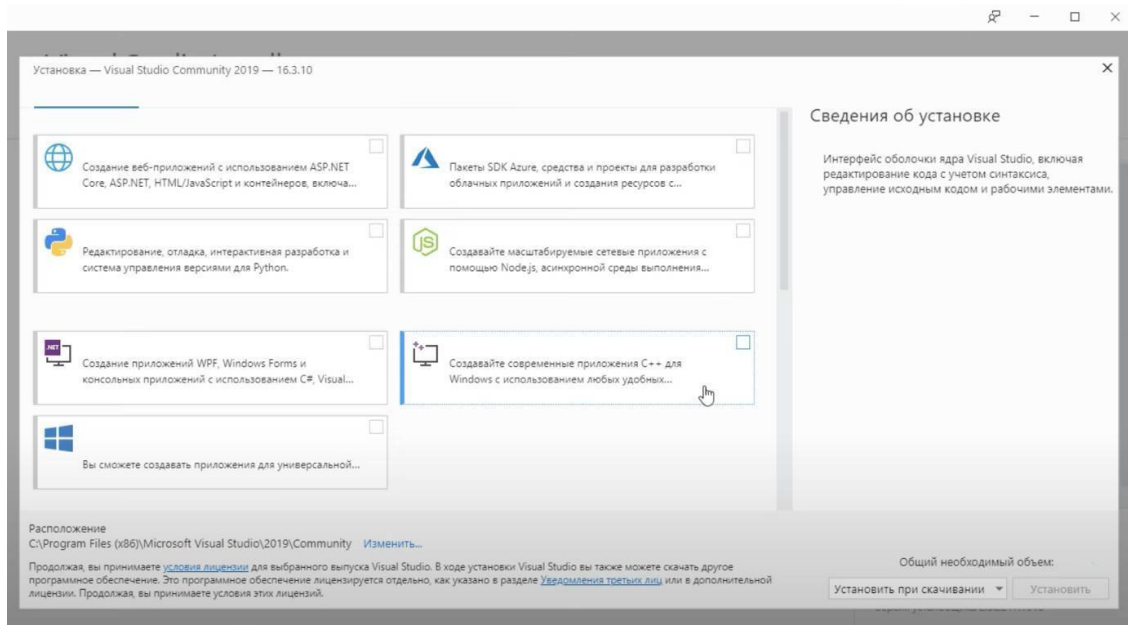 Установка — Visual Studio Community 2019 — 16.3.10
Создание веб-приложений с использованием ASP.NET
Core, ASP.NET, HTML/JavaScript и контейнеров, включа...
Пакеты SDK Azure, средства и проекты для разработки
облачных приложений и создания ресурсов с...
Редактирование, отладка, интерактивная разработка и
система управления версиями для Python.
JS
Создавайте масштабируемые сетевые приложения с
помощью Node.js, асинхронной среды выполнения...
.NET
Создание приложений WPF, Windows Forms и
консольных приложений с использованием C#, Visual...
Создавайте современные приложения C++ для
Windows с использованием любых удобных...
Вы сможете создавать приложения для универсальной...
Сведения об установке
Интерфейс оболочки ядра Visual Studio, включая
редактирование кода с учетом синтаксиса,
управление исходным кодом и рабочими элементами.
Расположение
C:\Program Files (x86)\Microsoft Visual Studio\2019\Community Изменить...
Продолжая, вы принимаете условия лицензии для выбранного выпуска Visual Studio. В ходе установки Visual Studio вы также можете скачать другое
программное обеспечение. Это программное обеспечение лицензируется отдельно, как указано в разделе Уведомления третьих лиц или в дополнительной
лицензии. Продолжая, вы принимаете условия этих лицензий.
Общий необходимый объем:
Установить при скачивании
Установить